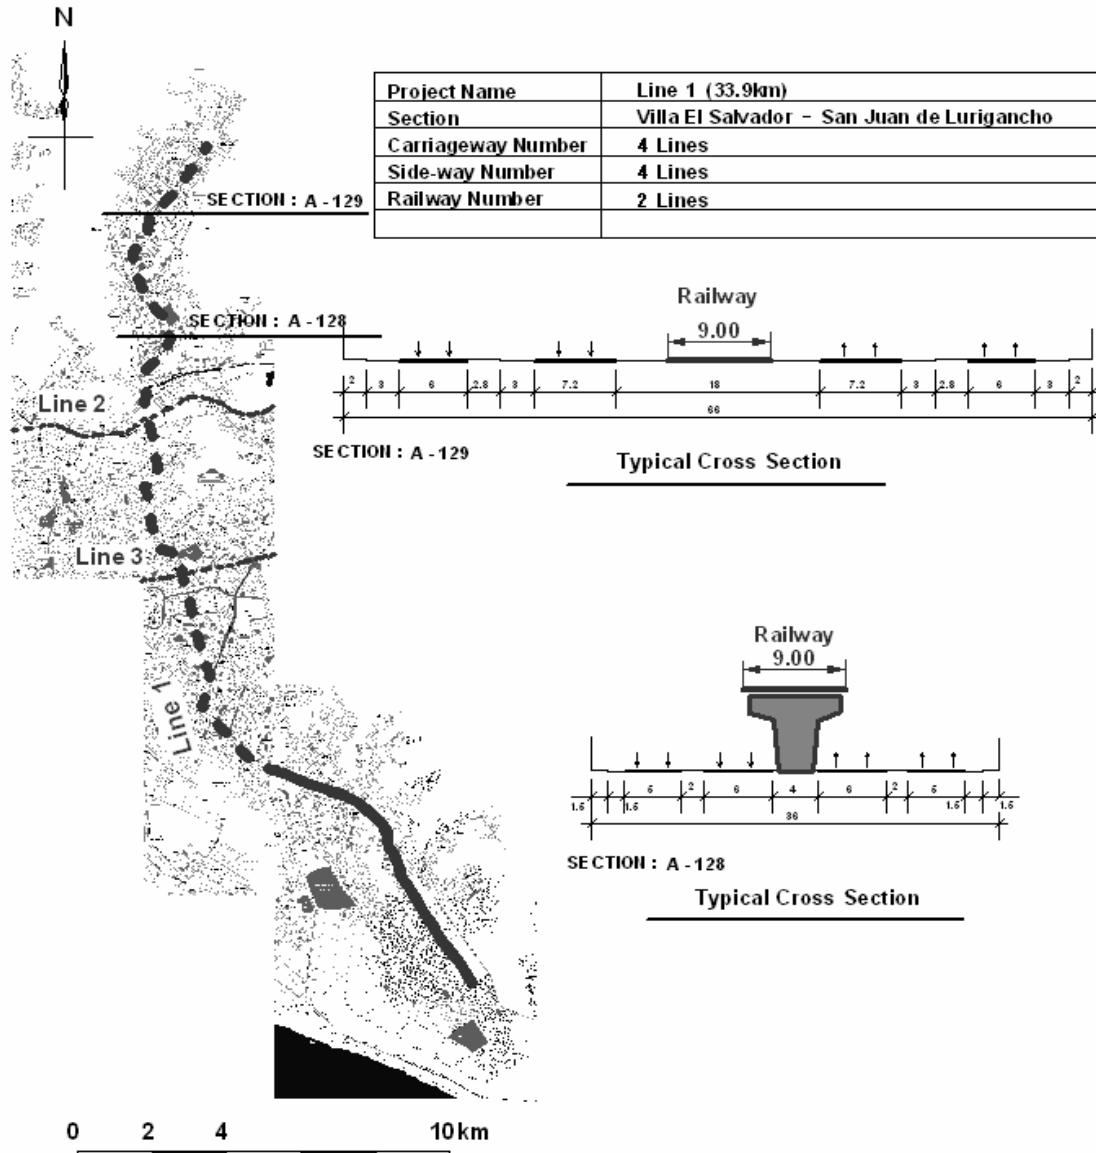 N
Project Name Line 1 (33.9km)
Section Villa El Salvador - San Juan de Lurigancho
Carriageway Number 4 Lines
Side-way Number 4 Lines
Railway Number 2 Lines
SECTION : A - 129
SECTION : A - 128
Railway
9.00
2 3 6 2.8 3 7.2 18 7.2 3 2.8 6 3 2
66
SECTION : A - 129
Typical Cross Section
Line 2
Line 3
Line 1
Railway
9.00
1.5 1.5 5 2 6 4 6 2 5 1.5 1.5
36
SECTION : A - 128
Typical Cross Section
0 2 4 10km